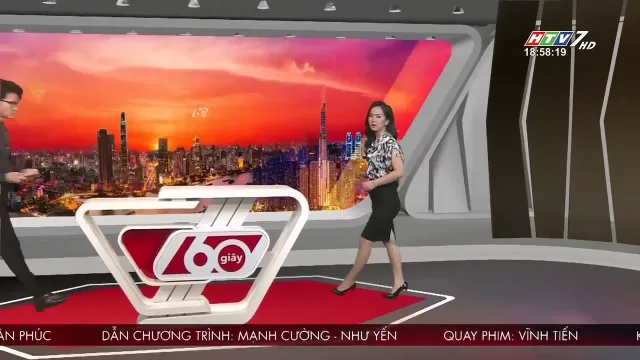 HTV7 HD
18:58:19
60
giây
ÀN PHÚC DẪN CHƯƠNG TRÌNH: MẠNH CƯỜNG - NHƯ YẾN QUAY PHIM: VĨNH TIẾN